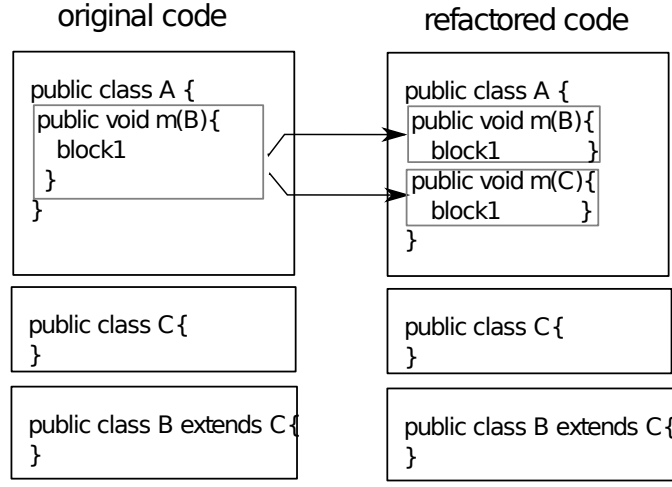 original code
public class A {
public void m(B){
block1
}
}
public class C{
}
public class B extends C{
}
refactored code
public class A {
public void m(B){
block1 }
public void m(C){
block1 }
}
public class C{
}
public class B extends C{
}